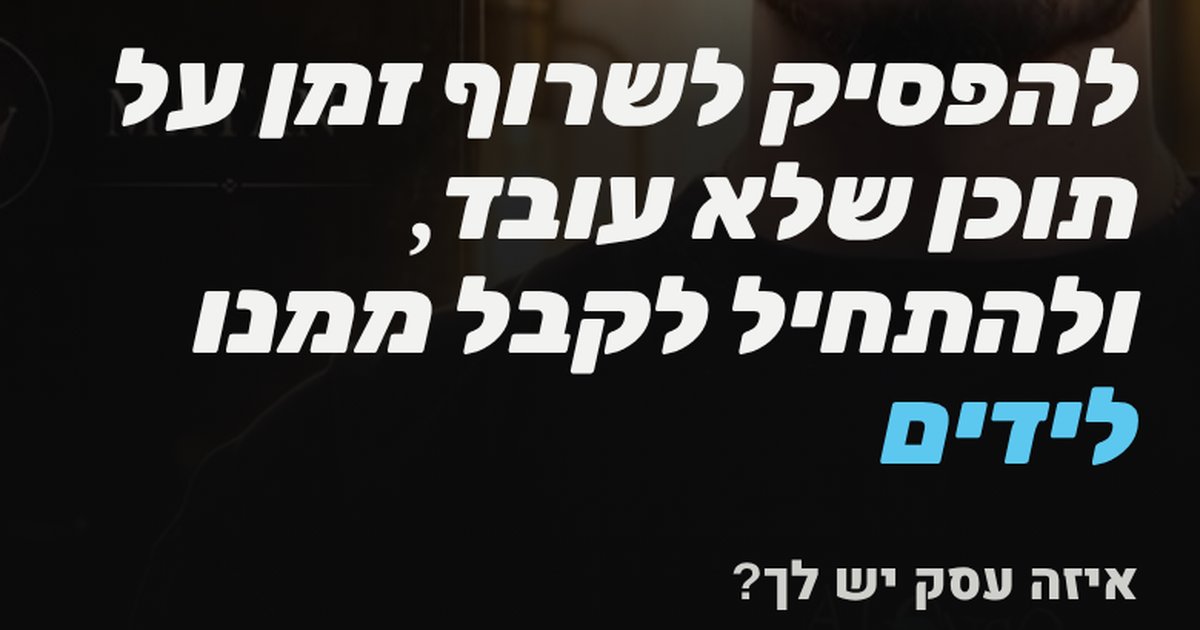 להפסיק לשרוף זמן על
תוכן שלא עובד,
ולהתחיל לקבל ממנו
לידים
איזה עסק יש לך?